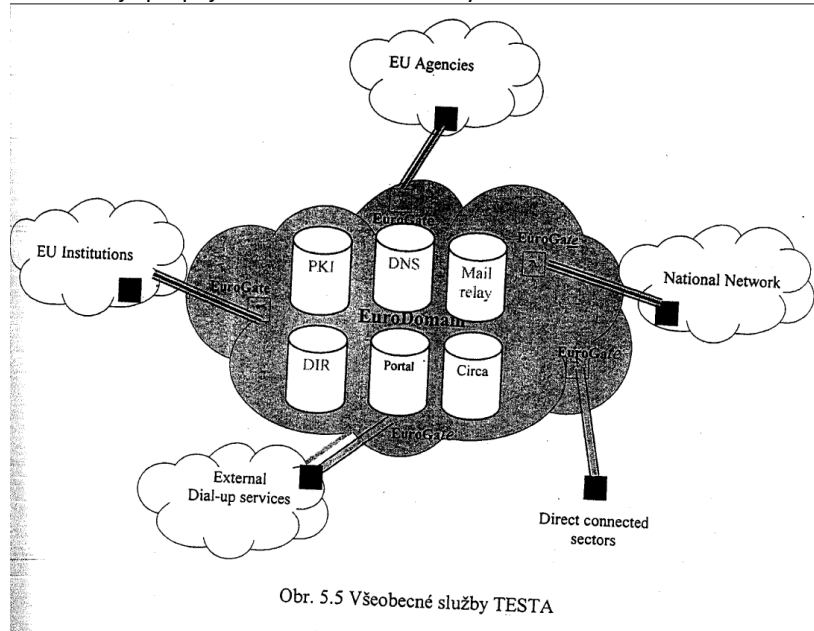 EU Agencies
EuroGate
EuroGate
EU Institutions
PKI
DNS
Mail
relay
National Network
EuroGate
EuroDomain
EuroGate
DIR
Portal
Circa
EuroGate
External
Dial-up services
Direct connected
sectors
Obr. 5.5 Všeobecné služby TESTA